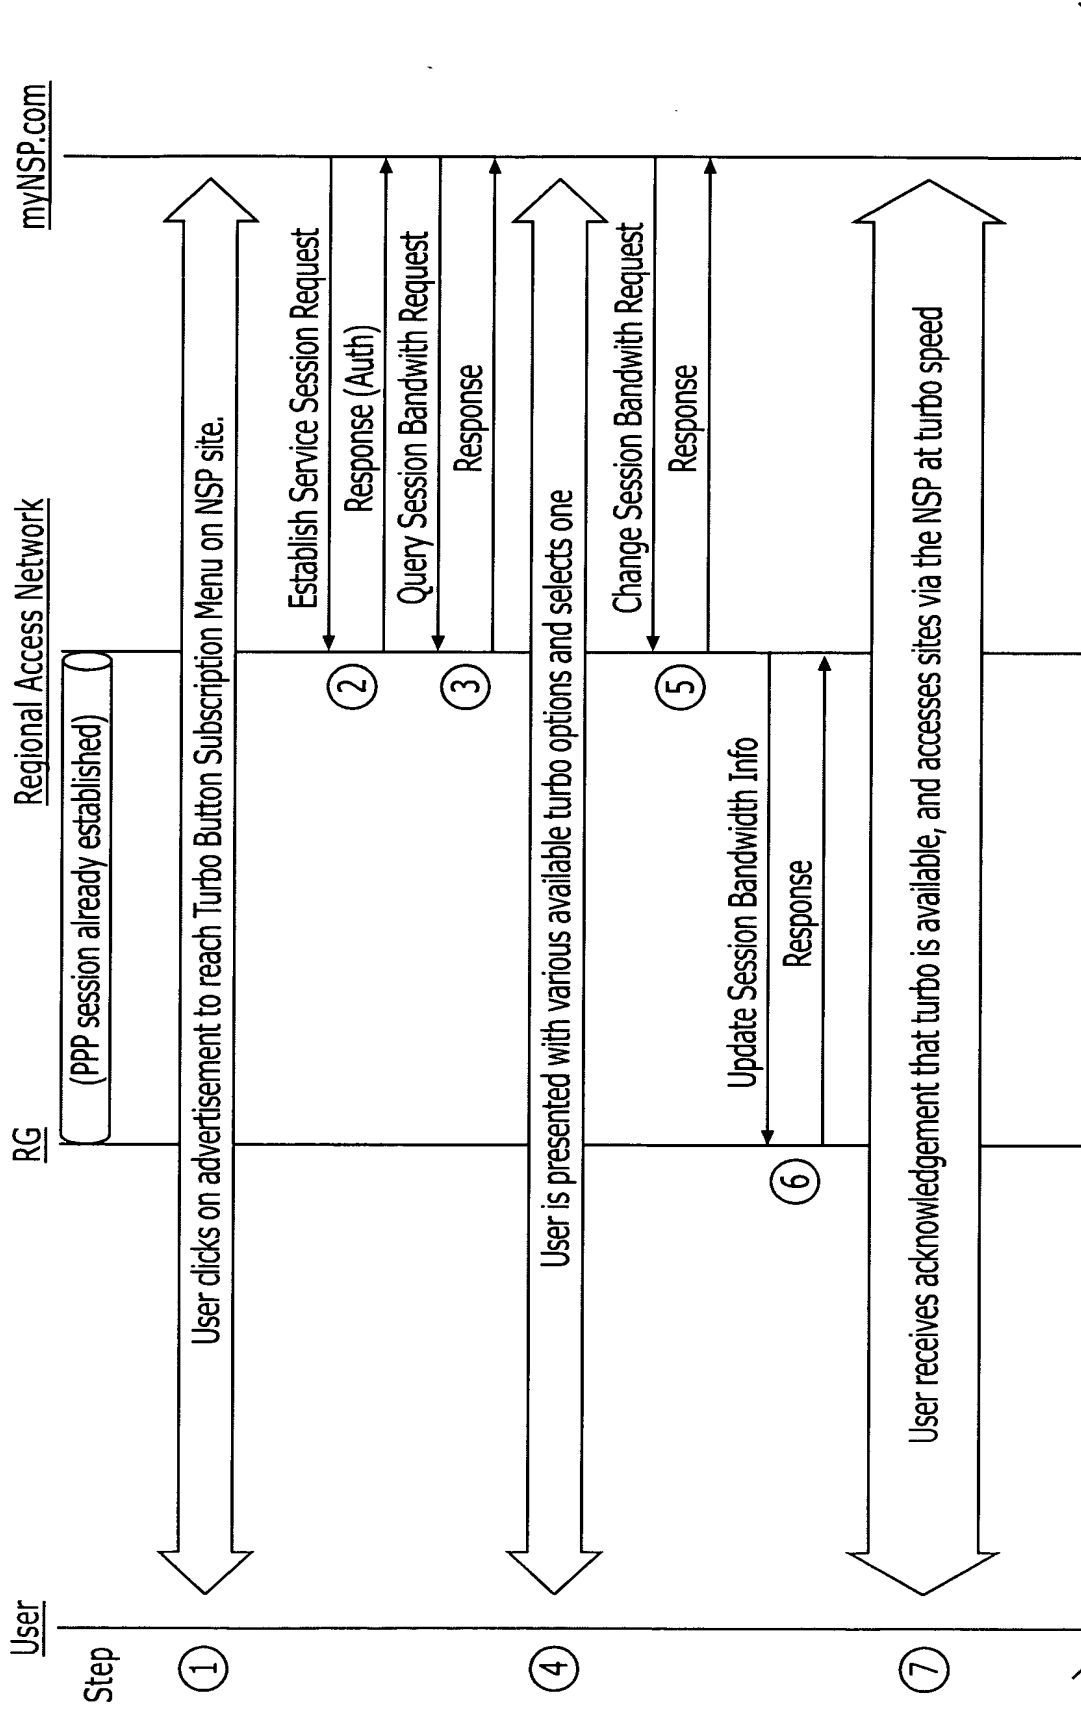 User
RG
Regional Access Network
myNSP.com
Step
(PPP session already established)
1
User clicks on advertisement to reach Turbo Button Subscription Menu on NSP site.
Establish Service Session Request
2
Response (Auth)
Query Session Bandwith Request
3
Response
4
User is presented with various available turbo options and selects one
Change Session Bandwith Request
5
Response
Update Session Bandwidth Info
6
Response
7
User receives acknowledgement that turbo is available, and accesses sites via the NSP at turbo speed